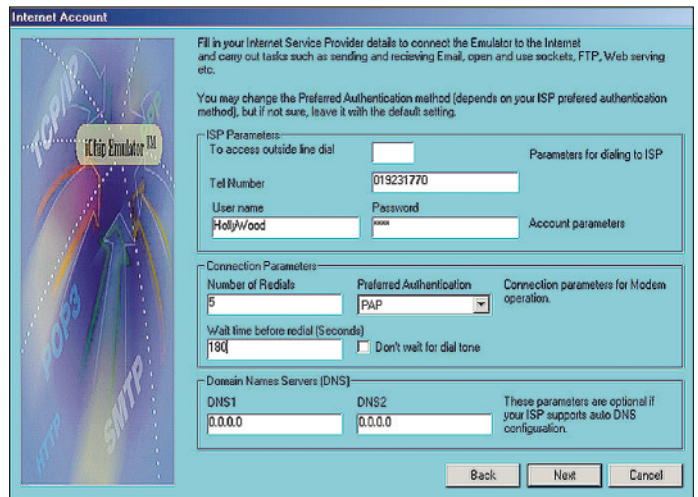 Internet Account
Fill in your Internet Service Provider details to connect the Emulator to the Internet
and carry out tasks such as sending and recieving Email, open and use sockets, FTP, Web serving
etc.
You may change the Preferred Authentication method (depends on your ISP prefered authentication
method), but if not sure, leave it with the default setting.
TCP/IP
iChip Emulator TM
POP3
SMTP
HTTP
ISP Parameters
To access outside line dial
Parameters for dialing to ISP
Tel Number
019231770
User name
Password
HollyWood
****
Account parameters
Connection Parameters
Number of Redials
Preferred Authentication
Connection parameters for Modem
operation.
5
PAP
Wait time before redial (Seconds)
180
Don't wait for dial tone
Domain Names Servers (DNS)
DNS1
DNS2
These parameters are optional if
your ISP supports auto DNS
configuration.
0.0.0.0
0.0.0.0
Back
Next
Cancel